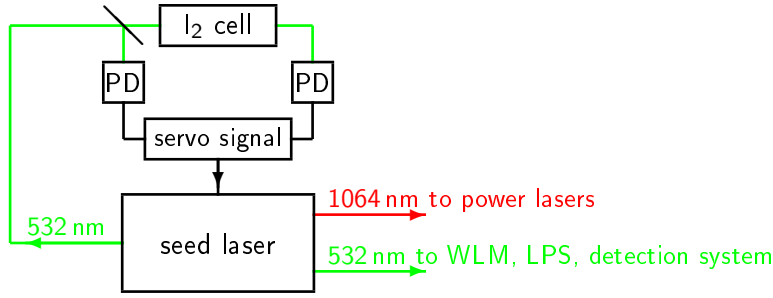 I₂ cell
PD
PD
servo signal
1064 nm to power lasers
532 nm
seed laser
532 nm to WLM, LPS, detection system